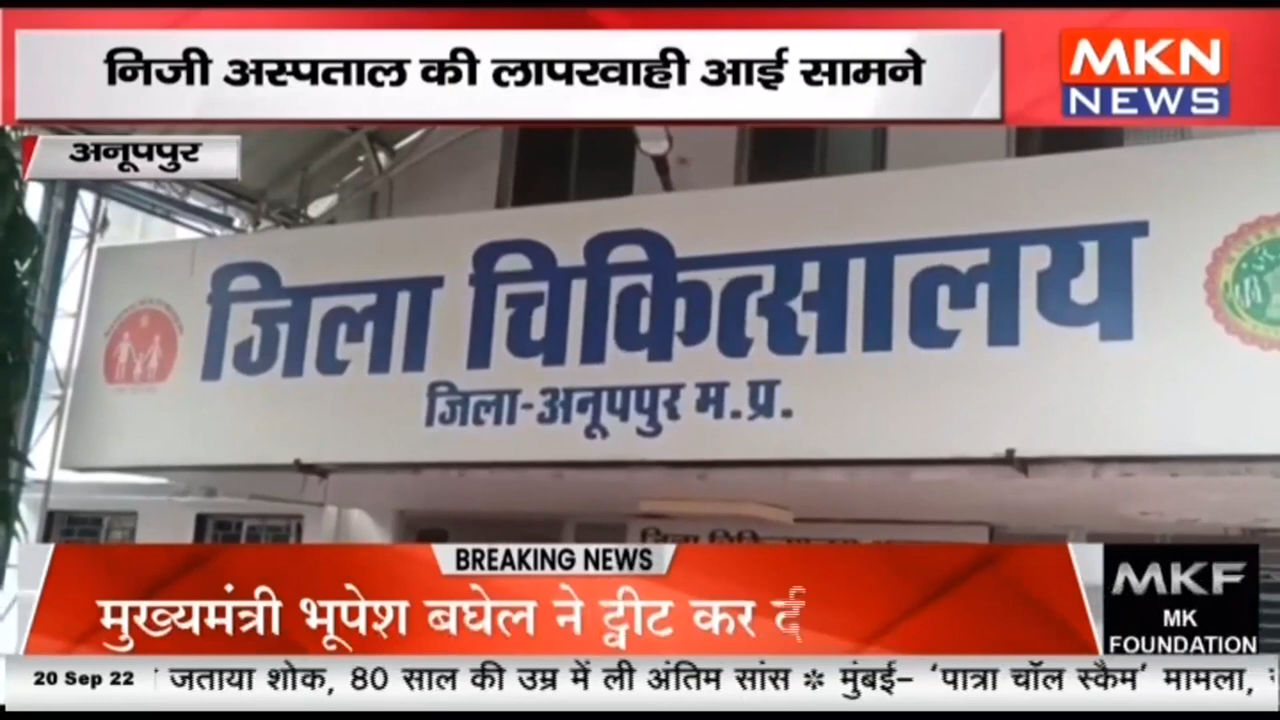 निजी अस्पताल की लापरवाही आई सामने
MKN
NEWS
अनूपपुर
जिला चिकित्सालय
जिला-अनूपपुर म.प्र.
BREAKING NEWS
मुख्यमंत्री भूपेश बघेल ने ट्वीट कर
MKF
MK
FOUNDATION
20 Sep 22 जताया शोक, 80 साल की उम्र में ली अंतिम सांस * मुंबई– ‘पात्रा चॉल स्कैम’ मामला,